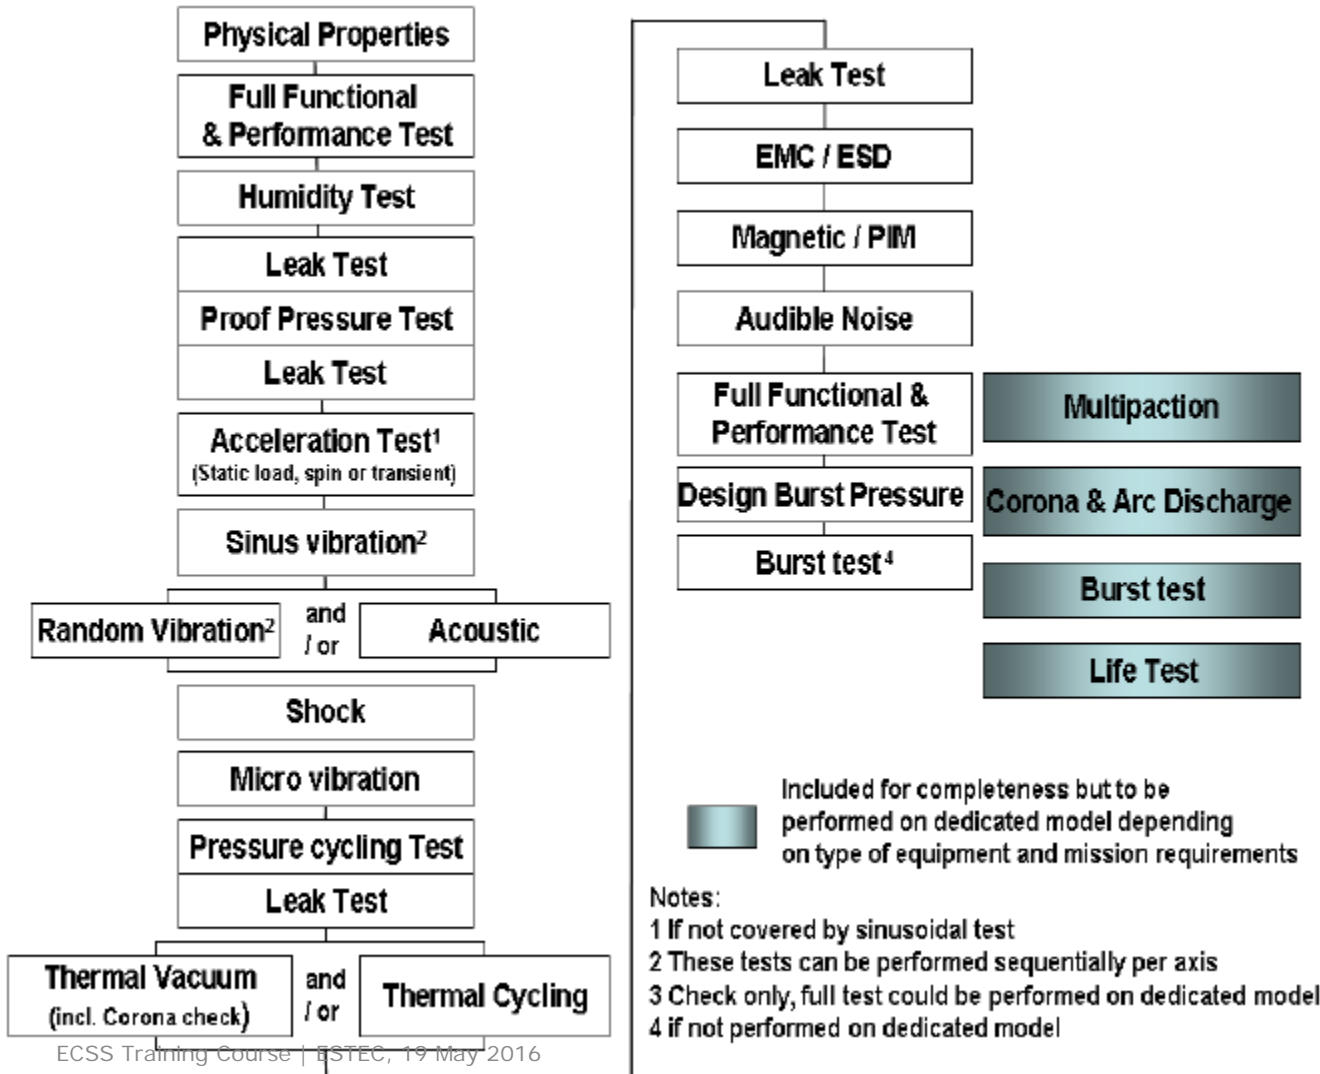 Physical Properties
Full Functional
& Performance Test
Humidity Test
Leak Test
Proof Pressure Test
Leak Test
Acceleration Test¹
(Static load, spin or transient)
Sinus vibration²
Random Vibration²
and
/ or
Acoustic
Shock
Micro vibration
Pressure cycling Test
Leak Test
Thermal Vacuum
(incl. Corona check)
and
/ or
Thermal Cycling
ECSS Training Course | ESTEC, 19 May 2016
Leak Test
EMC / ESD
Magnetic / PIM
Audible Noise
Full Functional &
Performance Test
Design Burst Pressure
Burst test⁴
Multipaction
Corona & Arc Discharge
Burst test
Life Test
Included for completeness but to be
performed on dedicated model depending
on type of equipment and mission requirements
Notes:
1 If not covered by sinusoidal test
2 These tests can be performed sequentially per axis
3 Check only, full test could be performed on dedicated model
4 if not performed on dedicated model